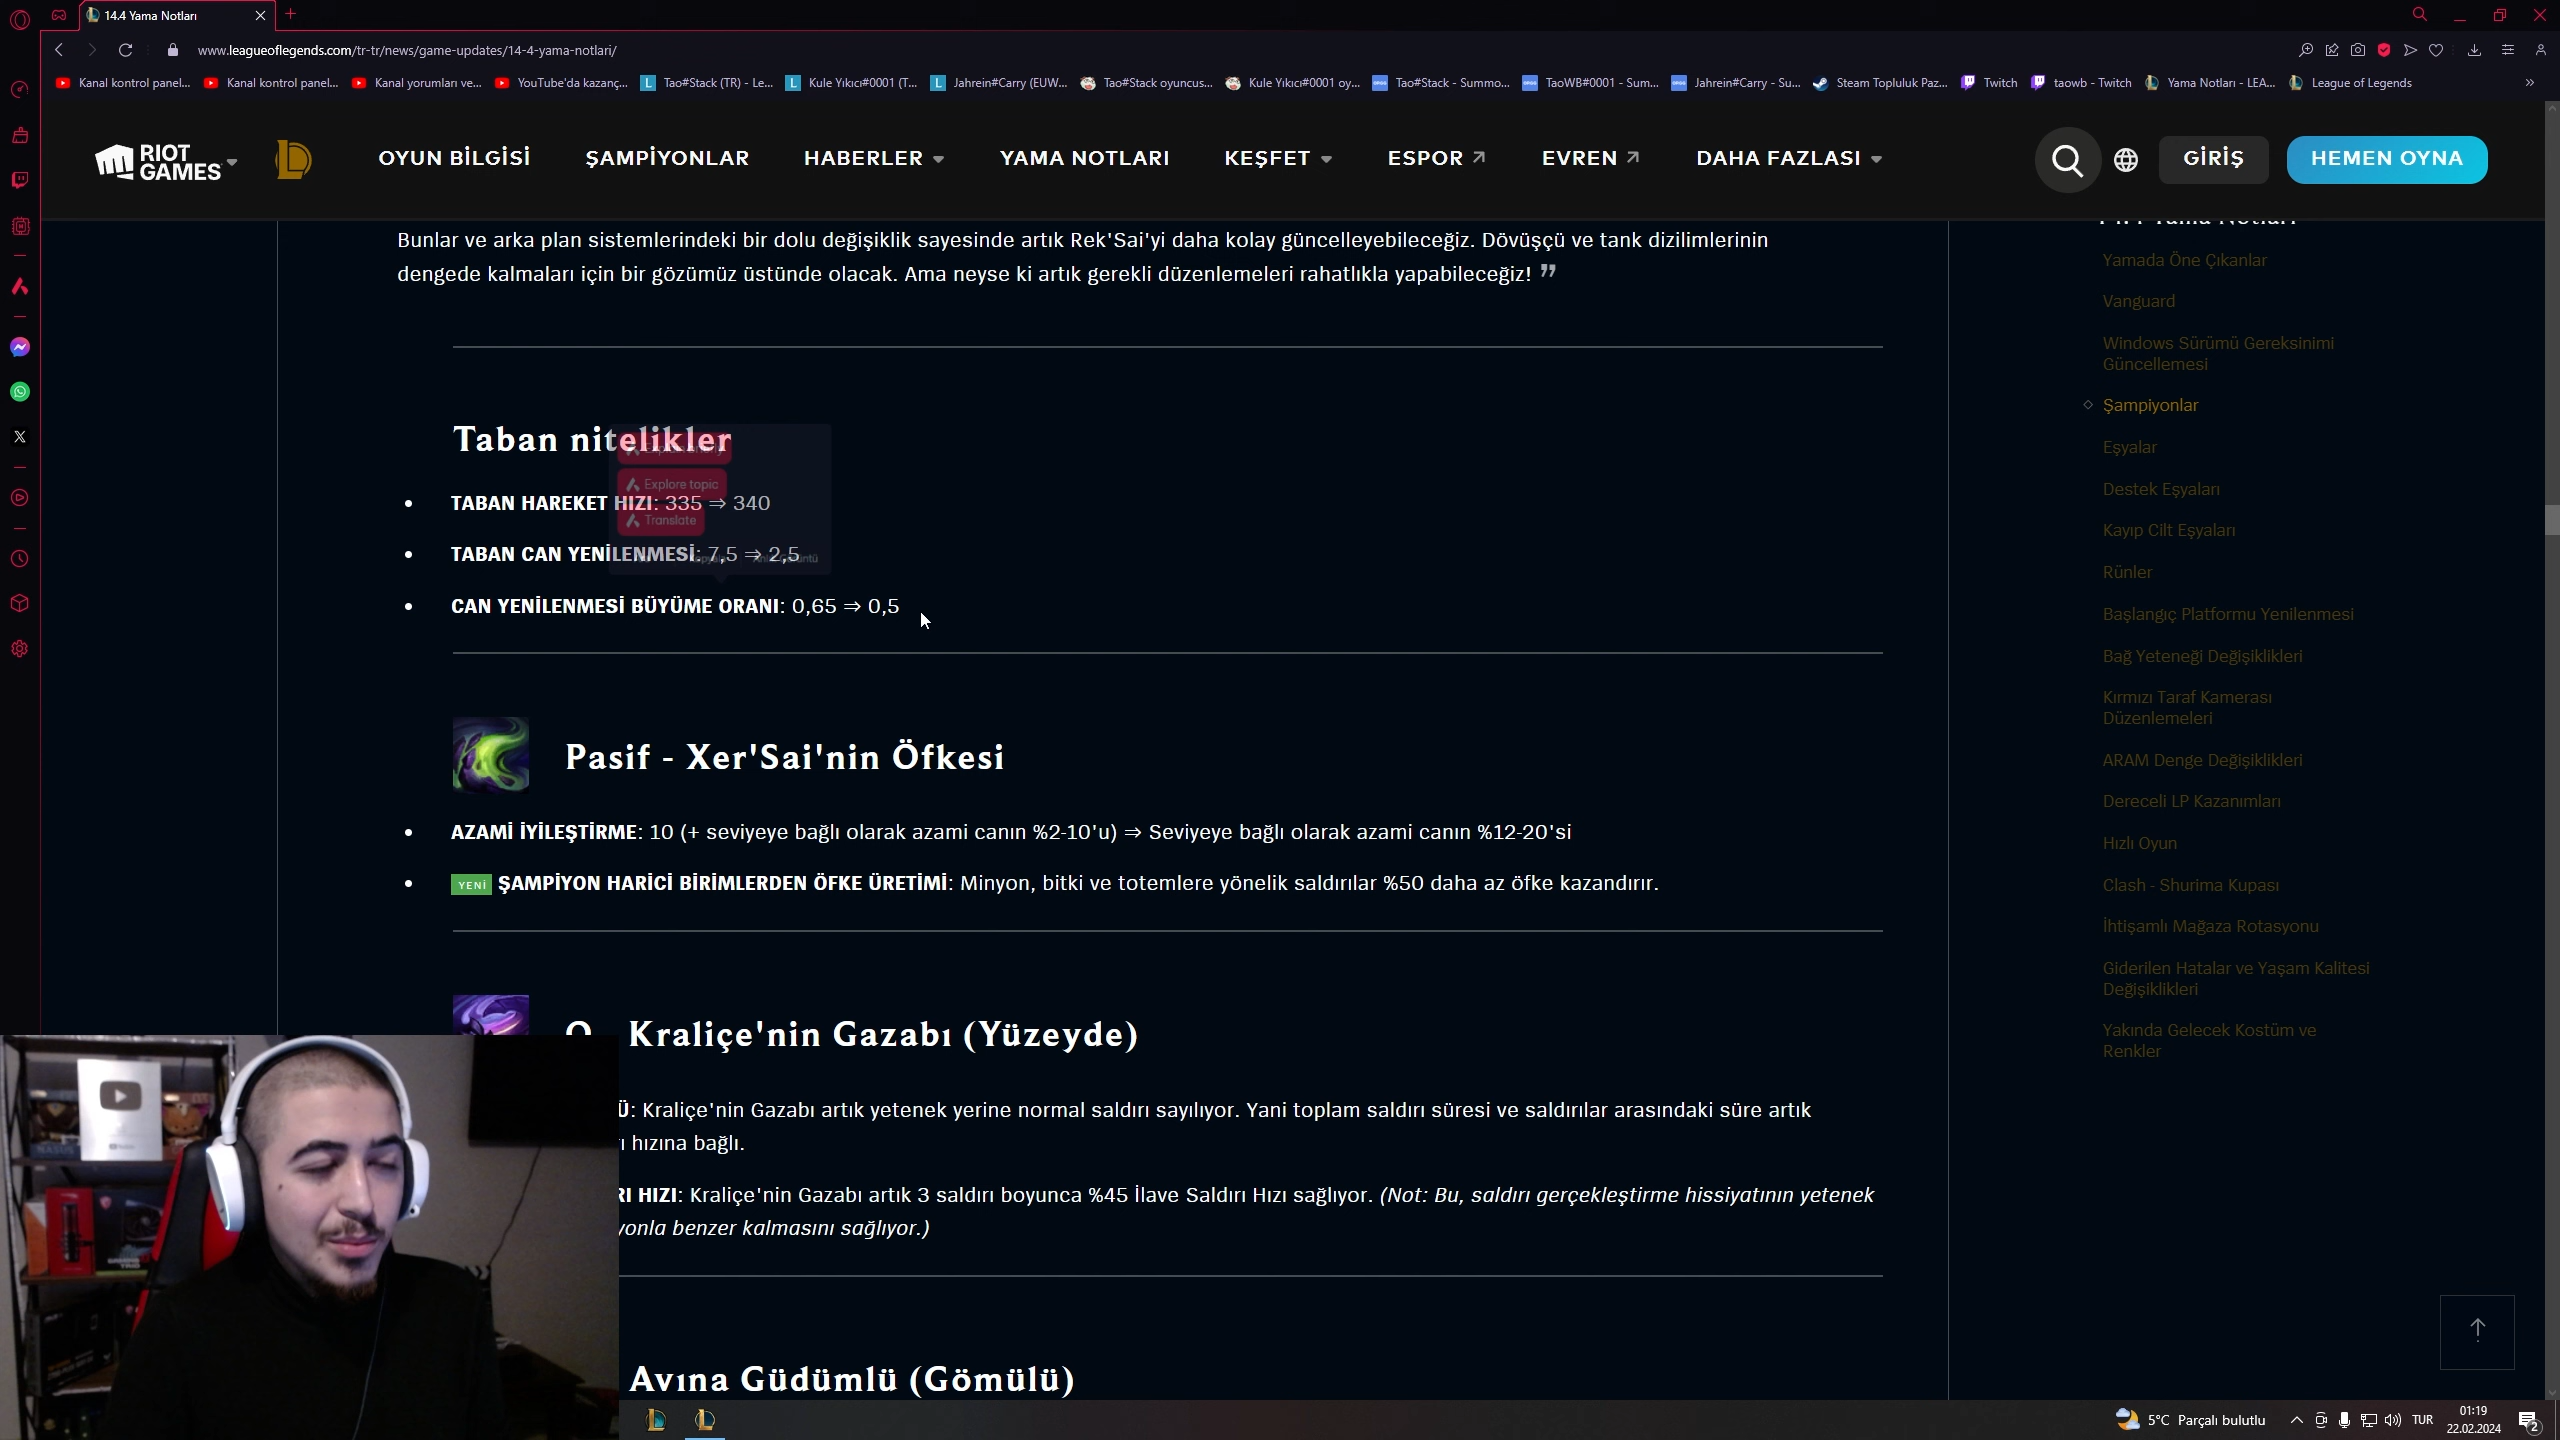 14.4 Yama Notları
www.leagueoflegends.com/tr-tr/news/game-updates/14-4-yama-notlari/
Kanal kontrol panel... Kanal kontrol panel... Kanal yorumları ve... YouTube'da kazanç... Tao#Stack (TR) - Le... Kule Yıkıcı#0001 (T... Jahrein#Carry (EUW... Tao#Stack oyuncus... Kule Yıkıcı#0001 oy... Tao#Stack - Summo... TaoWB#0001 - Sum... Jahrein#Carry - Su... Steam Topluluk Paz... Twitch taowb - Twitch Yama Notları - LEA... League of Legends
RIOT GAMES OYUN BİLGİSİ ŞAMPİYONLAR HABERLER YAMA NOTLARI KEŞFET ESPOR EVREN DAHA FAZLASI GİRİŞ HEMEN OYNA
Bunlar ve arka plan sistemlerindeki bir dolu değişiklik sayesinde artık Rek'Sai'yi daha kolay güncelleyebileceğiz. Dövüşçü ve tank dizilimlerinin
dengede kalmaları için bir gözümüz üstünde olacak. Ama neyse ki artık gerekli düzenlemeleri rahatlıkla yapabileceğiz! ”
Taban nitelikler
Explore topic
TABAN HAREKET HIZI: 335 ⇒ 340
Translate
TABAN CAN YENİLENMESİ: 7,5 ⇒ 2,5
CAN YENİLENMESİ BÜYÜME ORANI: 0,65 ⇒ 0,5
Pasif - Xer'Sai'nin Öfkesi
AZAMİ İYİLEŞTİRME: 10 (+ seviyeye bağlı olarak azami canın %2-10'u) ⇒ Seviyeye bağlı olarak azami canın %12-20'si
YENİ ŞAMPİYON HARİCİ BİRİMLERDEN ÖFKE ÜRETİMİ: Minyon, bitki ve totemlere yönelik saldırılar %50 daha az öfke kazandırır.
Kraliçe'nin Gazabı (Yüzeyde)
Ü: Kraliçe'nin Gazabı artık yetenek yerine normal saldırı sayılıyor. Yani toplam saldırı süresi ve saldırılar arasındaki süre artık
ı hızına bağlı.
RI HIZI: Kraliçe'nin Gazabı artık 3 saldırı boyunca %45 İlave Saldırı Hızı sağlıyor. (Not: Bu, saldırı gerçekleştirme hissiyatının yetenek
yonla benzer kalmasını sağlıyor.)
Avına Güdümlü (Gömülü)
Yamada Öne Çıkanlar
Vanguard
Windows Sürümü Gereksinimi
Güncellemesi
Şampiyonlar
Eşyalar
Destek Eşyaları
Kayıp Cilt Eşyaları
Rünler
Başlangıç Platformu Yenilenmesi
Bağ Yeteneği Değişiklikleri
Kırmızı Taraf Kamerası
Düzenlemeleri
ARAM Denge Değişiklikleri
Dereceli LP Kazanımları
Hızlı Oyun
Clash - Shurima Kupası
İhtişamlı Mağaza Rotasyonu
Giderilen Hatalar ve Yaşam Kalitesi
Değişiklikleri
Yakında Gelecek Kostüm ve
Renkler
5°C Parçalı bulutlu TUR 01:19
22.02.2024 2